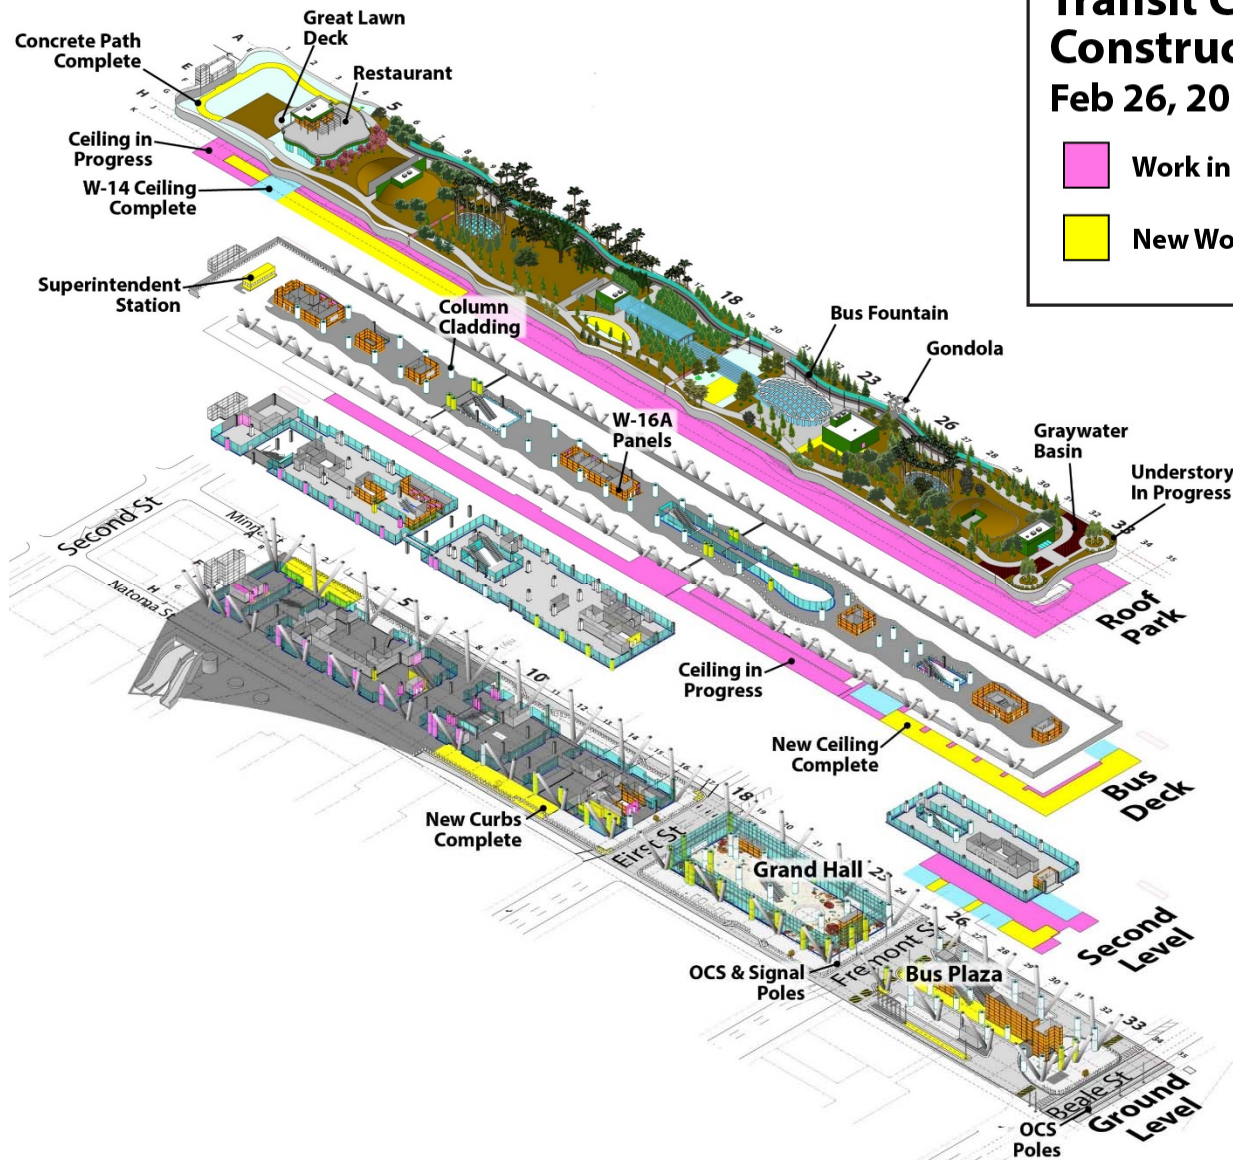 Transit C
Construc
Feb 26, 20
Work in
New Wo
Great Lawn
Deck
Concrete Path
Complete
Restaurant
Ceiling in
Progress
W-14 Ceiling
Complete
Superintendent
Station
Column
Cladding
Bus Fountain
Gondola
W-16A
Panels
Graywater
Basin
Understory
In Progress
Roof
Park
Second St
Natoma St
Ceiling in
Progress
New Ceiling
Complete
Bus
Deck
New Curbs
Complete
First St
Grand Hall
Second
Level
OCS & Signal
Poles
Fremont St
Bus Plaza
Beale St
Ground
Level
OCS
Poles